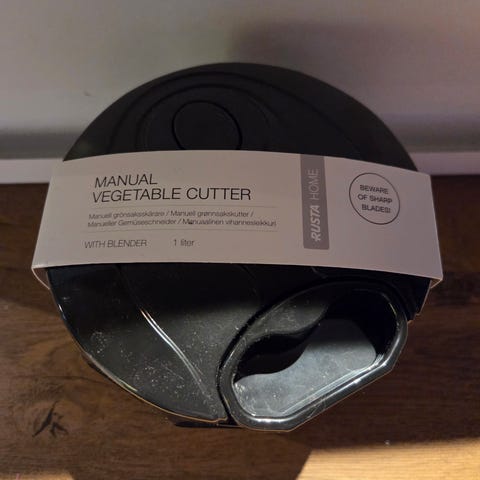 MANUAL
VEGETABLE CUTTER
Manuell grönsaksskärare / Manuell grønnsakskutter /
Manueller Gemüseschneider / Manuaalinen vihannesleikkuri
WITH BLENDER 1 liter
RUSTA HOME
BEWARE
OF SHARP
BLADES!